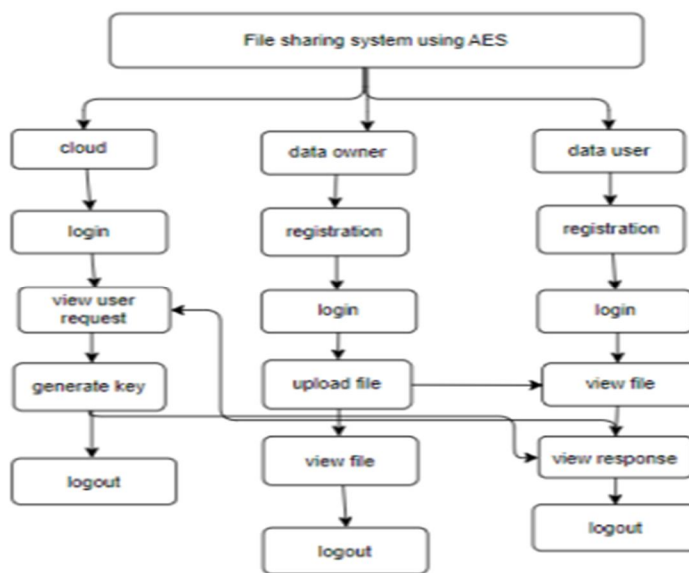 File sharing system using AES
cloud
data owner
data user
login
registration
registration
view user
request
login
login
generate key
upload file
view file
logout
view file
view response
logout
logout